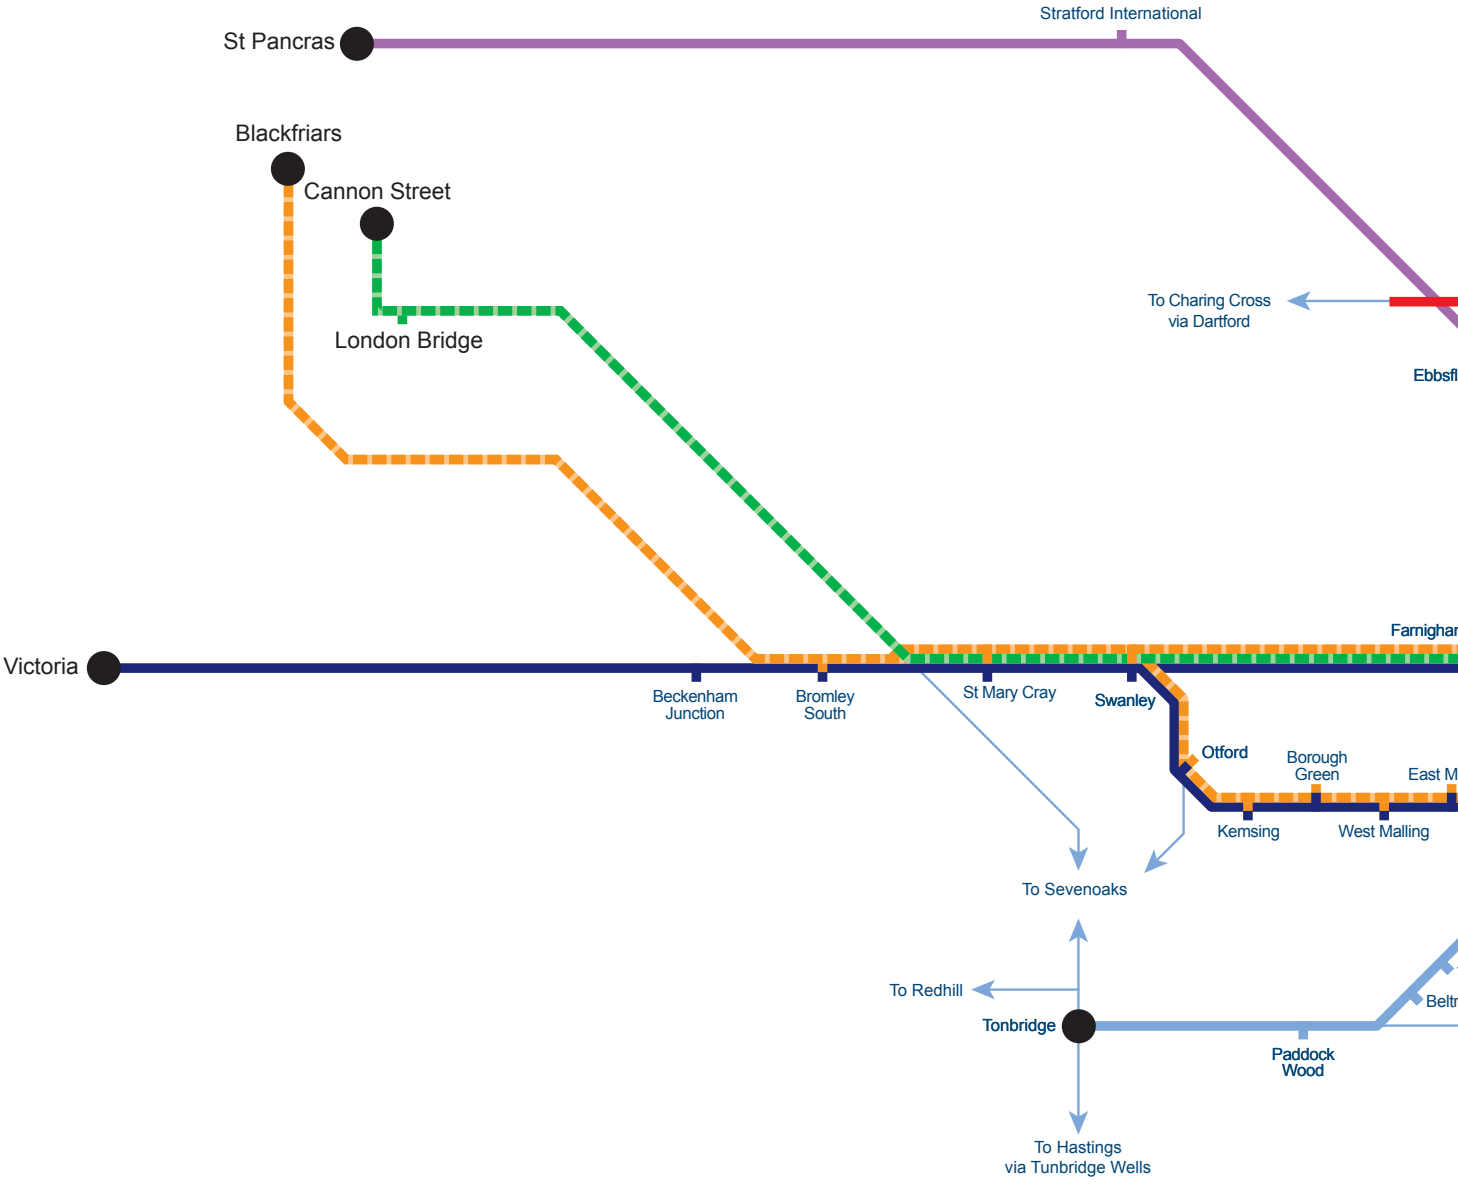 Stratford International
St Pancras
Blackfriars
Cannon Street
To Charing Cross
via Dartford
London Bridge
Farnigham
Victoria
Beckenham
Junction
Bromley
South
St Mary Cray
Swanley
Otford
Borough
Green
East M
Kemsing
West Malling
To Sevenoaks
To Redhill
Tonbridge
Paddock
Wood
To Hastings
via Tunbridge Wells